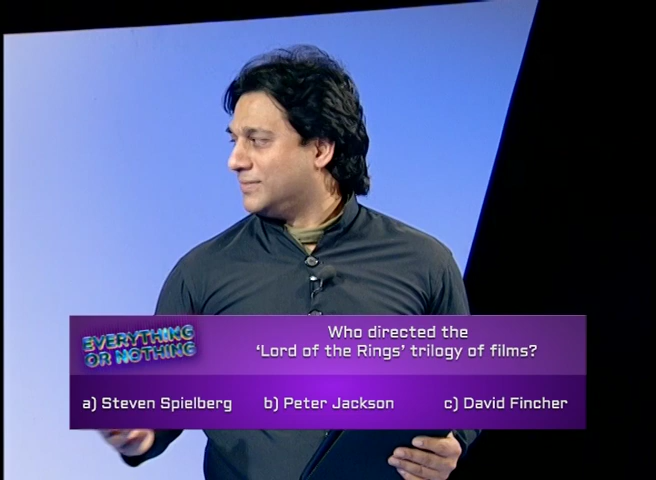 EVERYTHING
OR NOTHING
Who directed the
‘Lord of the Rings’ trilogy of films?
a) Steven Spielberg b) Peter Jackson c) David Fincher